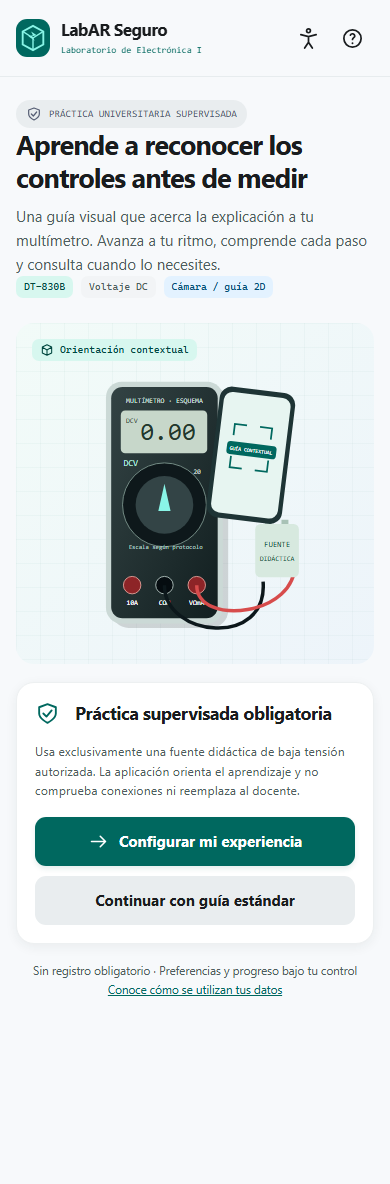 LabAR Seguro
Laboratorio de Electrónica I
PRÁCTICA UNIVERSITARIA SUPERVISADA
Aprende a reconocer los
controles antes de medir
Una guía visual que acerca la explicación a tu
multímetro. Avanza a tu ritmo, comprende cada paso
y consulta cuando lo necesites.
DT-830B
Voltaje DC
Cámara / guía 2D
Orientación contextual
MULTÍMETRO · ESQUEMA
DCV
0.00
DCV
20
Escala según protocolo
10A
COM
VΩMA
GUÍA CONTEXTUAL
FUENTE
DIDÁCTICA
Práctica supervisada obligatoria
Usa exclusivamente una fuente didáctica de baja tensión
autorizada. La aplicación orienta el aprendizaje y no
comprueba conexiones ni reemplaza al docente.
Configurar mi experiencia
Continuar con guía estándar
Sin registro obligatorio · Preferencias y progreso bajo tu control
Conoce cómo se utilizan tus datos